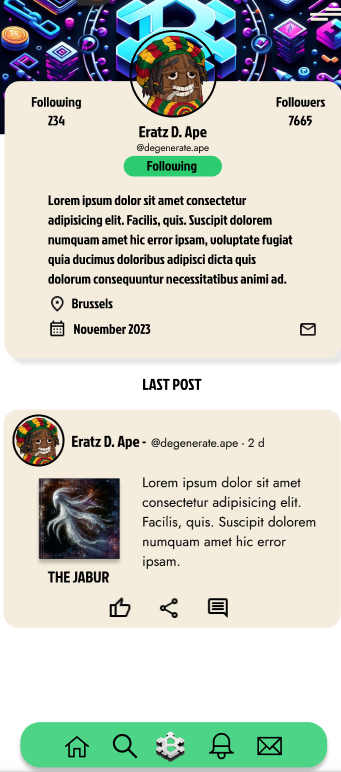 Following
234
Followers
7665
Eratz D. Ape
@degenerate.ape
Following
Lorem ipsum dolor sit amet consectetur
adipisicing elit. Facilis, quis. Suscipit dolorem
numquam amet hic error ipsam, voluptate fugiat
quia ducimus doloribus adipisci dicta quis
dolorum consequuntur necessitatibus animi ad.
Brussels
November 2023
LAST POST
Eratz D. Ape - @degenerate.ape - 2 d
Lorem ipsum dolor sit amet
consectetur adipisicing elit.
Facilis, quis. Suscipit dolorem
numquam amet hic error
ipsam.
THE JABUR